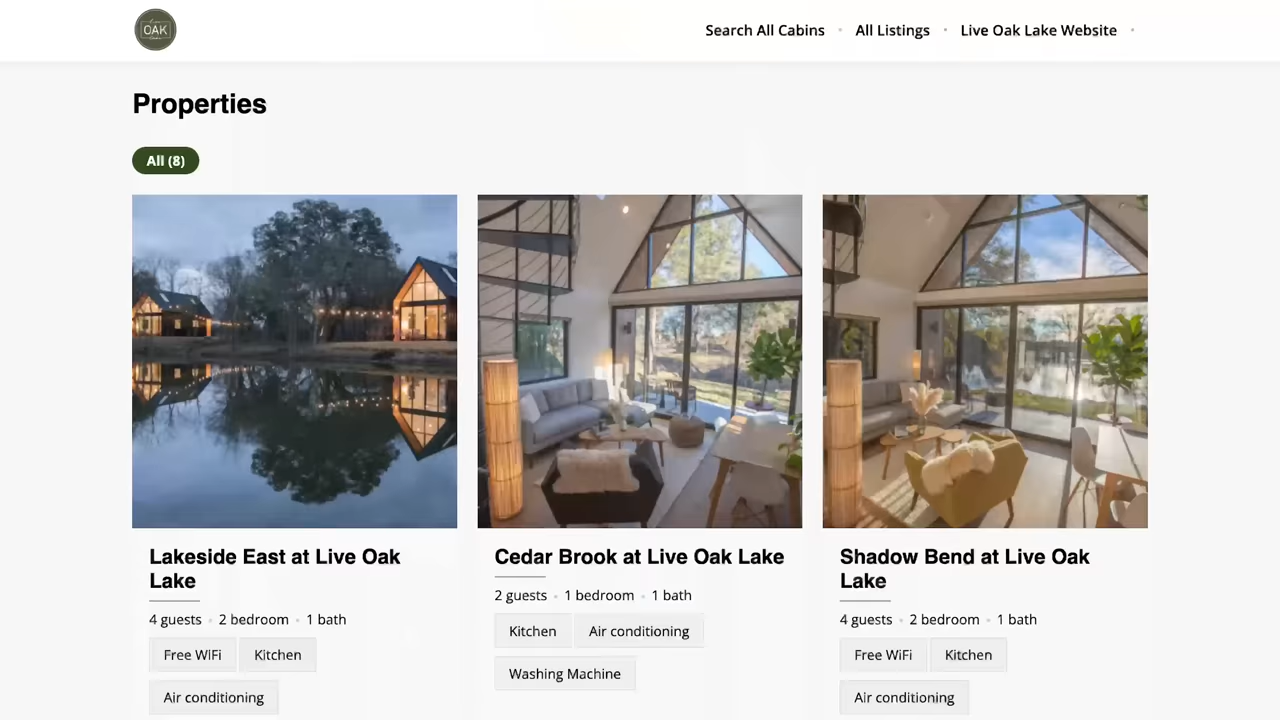 OAK
Search All Cabins
All Listings
Live Oak Lake Website
Properties
All (8)
Lakeside East at Live Oak
Lake
4 guests 2 bedroom 1 bath
Free WiFi Kitchen
Air conditioning
Cedar Brook at Live Oak Lake
2 guests 1 bedroom 1 bath
Kitchen Air conditioning
Washing Machine
Shadow Bend at Live Oak
Lake
4 guests 2 bedroom 1 bath
Free WiFi Kitchen
Air conditioning